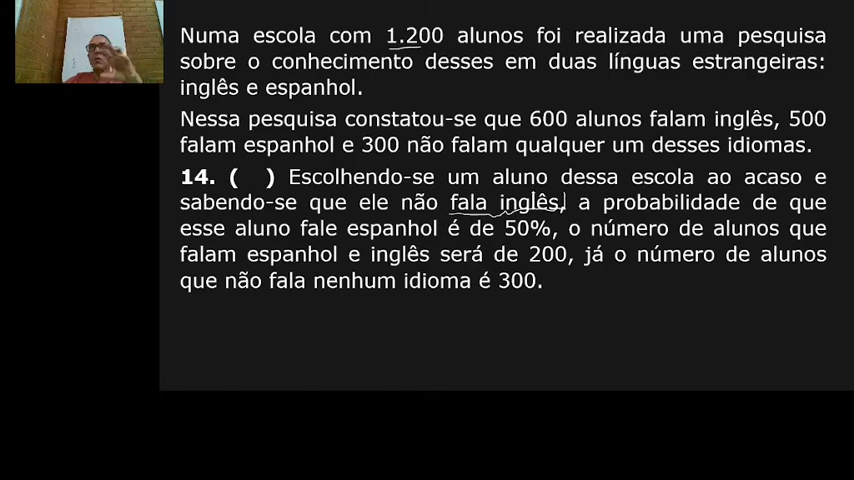 Numa escola com 1.200 alunos foi realizada uma pesquisa
sobre o conhecimento desses em duas línguas estrangeiras:
inglês e espanhol.
Nessa pesquisa constatou-se que 600 alunos falam inglês, 500
falam espanhol e 300 não falam qualquer um desses idiomas.
14. ( ) Escolhendo-se um aluno dessa escola ao acaso e
sabendo-se que ele não fala inglês, a probabilidade de que
esse aluno fale espanhol é de 50%, o número de alunos que
falam espanhol e inglês será de 200, já o número de alunos
que não fala nenhum idioma é 300.